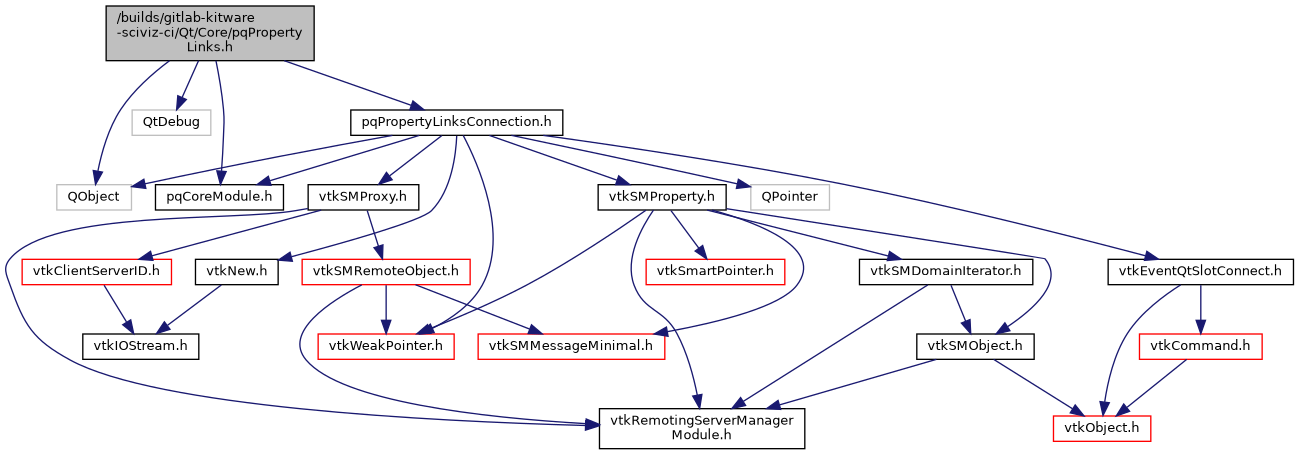 /builds/gitlab-kitware
-sciviz-ci/Qt/Core/pqProperty
Links.h
QtDebug
pqPropertyLinksConnection.h
QObject
pqCoreModule.h
vtkSMProxy.h
vtkSMProperty.h
QPointer
vtkClientServerID.h
vtkNew.h
vtkSMRemoteObject.h
vtkSmartPointer.h
vtkSMDomainIterator.h
vtkEventQtSlotConnect.h
vtkIOStream.h
vtkWeakPointer.h
vtkSMMessageMinimal.h
vtkSMObject.h
vtkCommand.h
vtkRemotingServerManager
Module.h
vtkObject.h